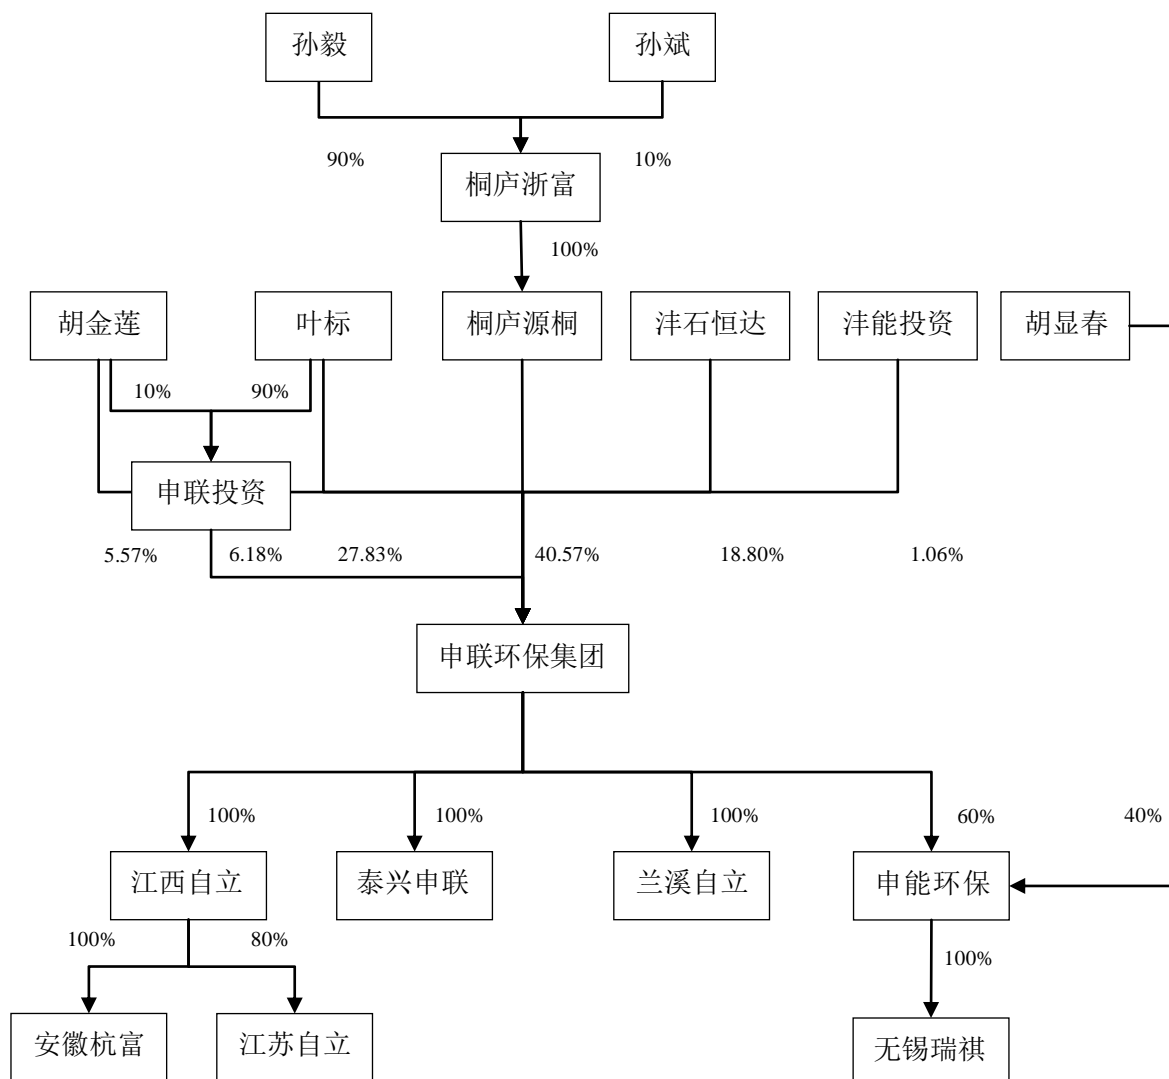 孙毅
孙斌
90%
10%
桐庐浙富
100%
胡金莲
叶标
桐庐源桐
沣石恒达
沣能投资
胡显春
10%
90%
申联投资
5.57%
6.18%
27.83%
40.57%
18.80%
1.06%
申联环保集团
100%
100%
100%
60%
40%
江西自立
泰兴申联
兰溪自立
申能环保
100%
80%
100%
安徽杭富
江苏自立
无锡瑞祺